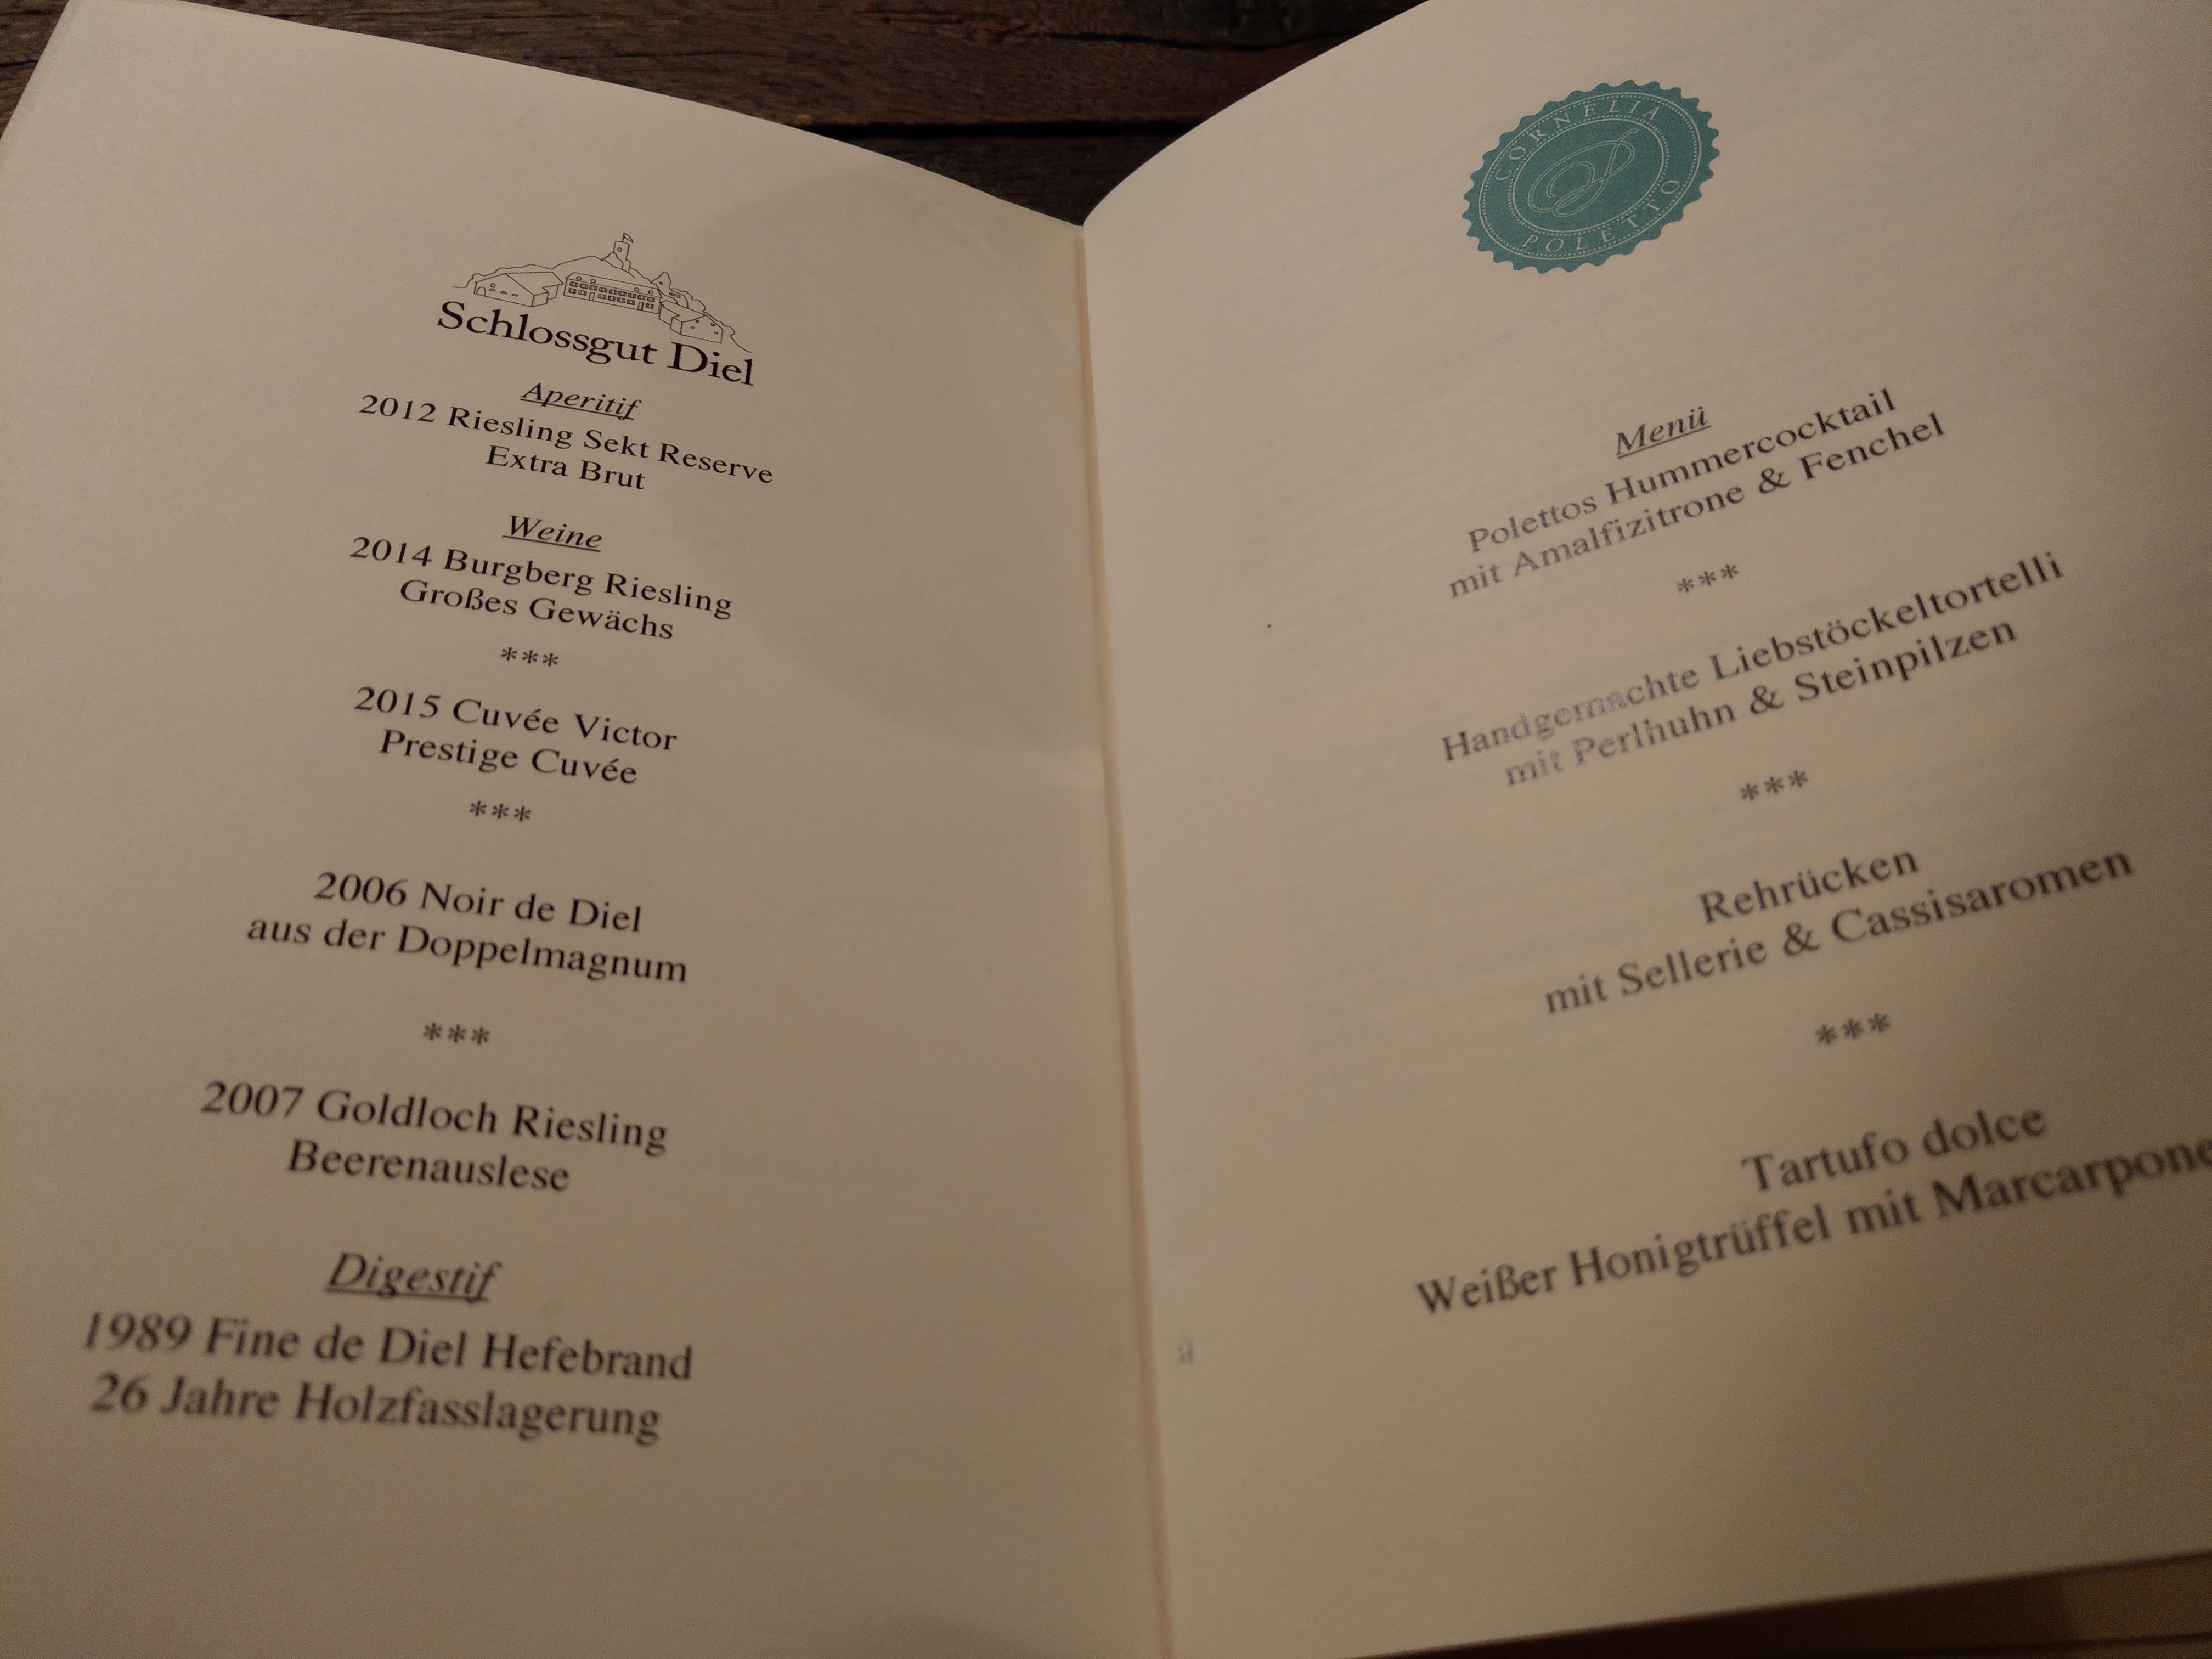 Schlossgut Diel
Aperitif
2012 Riesling Sekt Reserve
Extra Brut
Weine
2014 Burgberg Riesling
Großes Gewächs
***
2015 Cuvée Victor
Prestige Cuvée
***
2006 Noir de Diel
aus der Doppelmagnum
***
2007 Goldloch Riesling
Beerenauslese
Digestif
1989 Fine de Diel Hefebrand
26 Jahre Holzfasslagerung
CORNELIA
POLETTO
Menü
Polettos Hummercocktail
mit Amalfizitrone & Fenchel
***
Handgemachte Liebstöckeltortelli
mit Perlhuhn & Steinpilzen
***
Rehrücken
mit Sellerie & Cassisaromen
***
Tartufo dolce
Weißer Honigtrüffel mit Marcarpone